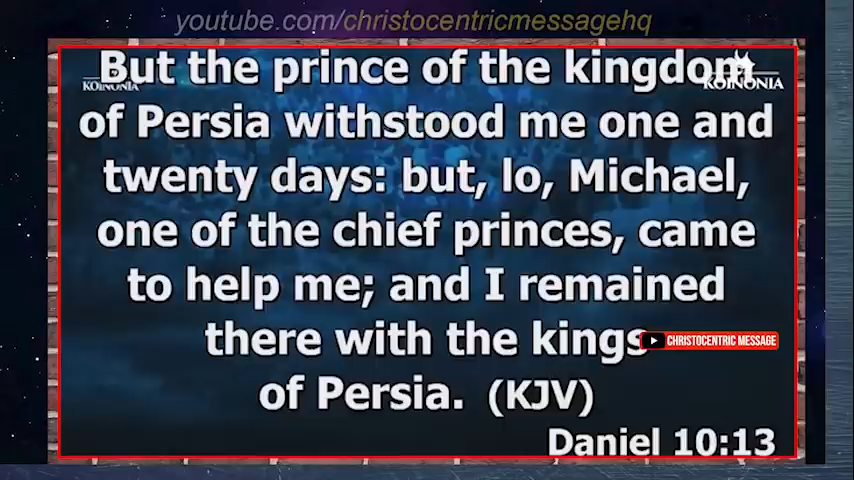 youtube.com/christocentricmessagehq
But the prince of the kingdom
KOINONIA
KOINONIA
of Persia withstood me one and
twenty days: but, lo, Michael,
one of the chief princes, came
to help me; and I remained
there with the kings
CHRISTOCENTRIC MESSAGE
of Persia. (KJV)
Daniel 10:13